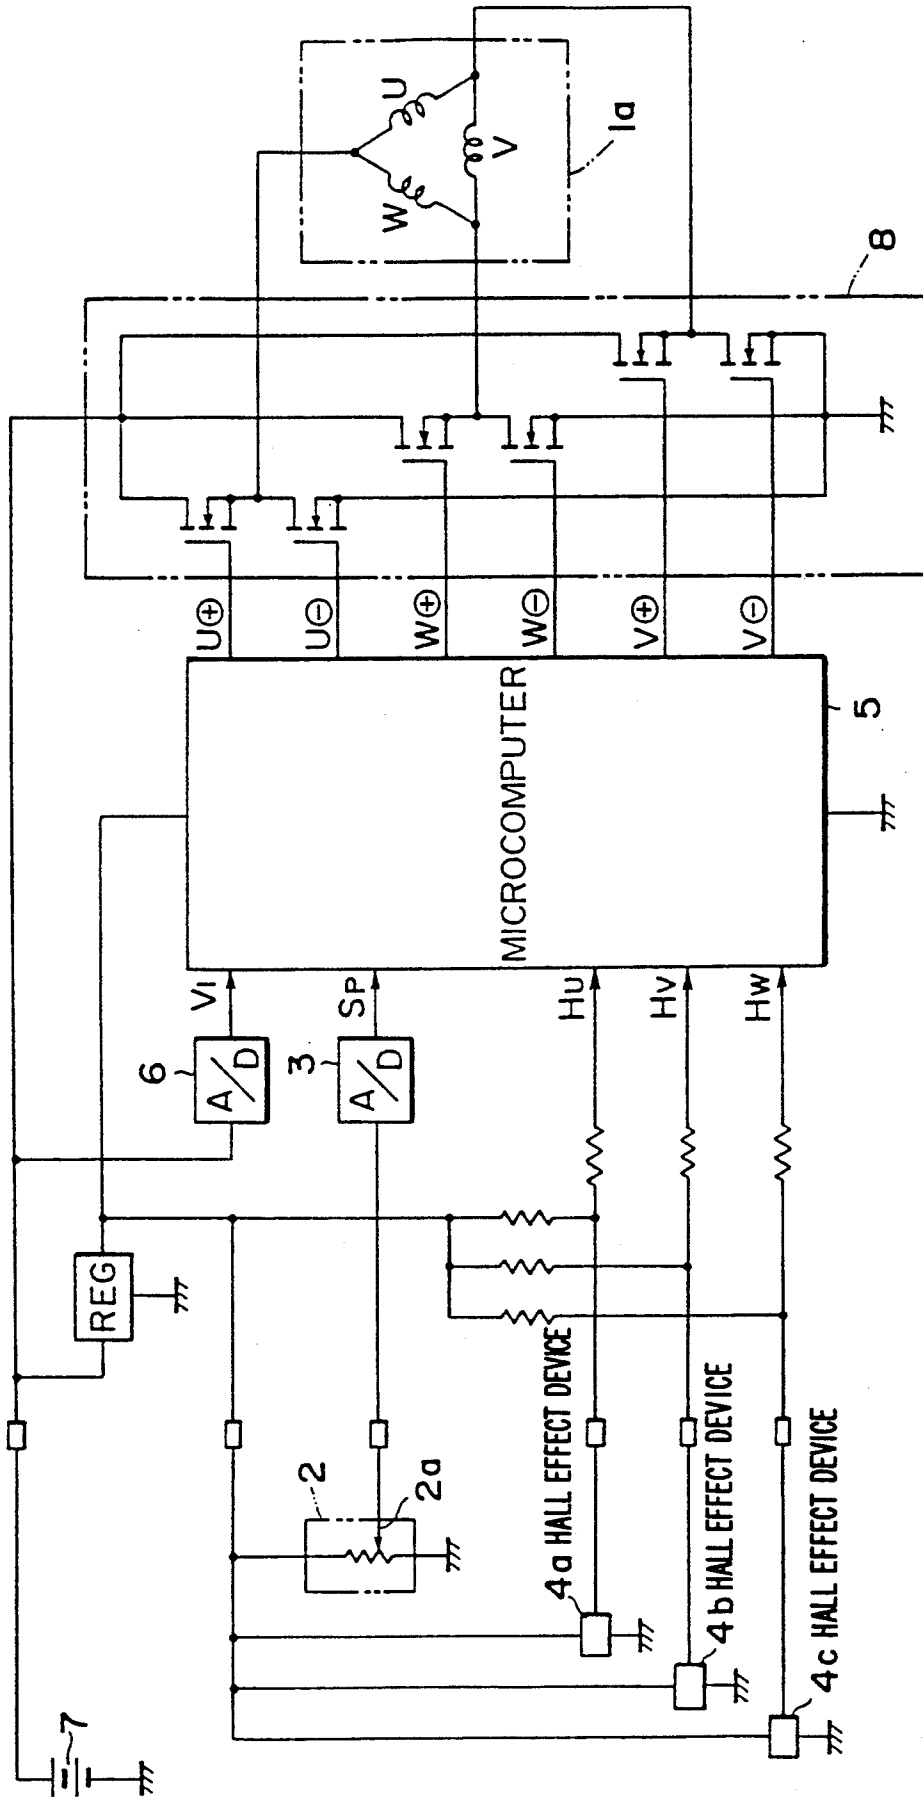 7
REG
6
A/D
VI
3
A/D
SP
2
2a
4a HALL EFFECT DEVICE
4b HALL EFFECT DEVICE
4c HALL EFFECT DEVICE
HU
HV
HW
MICROCOMPUTER
5
U⊕
U⊖
W⊕
W⊖
V⊕
V⊖
8
W
U
V
1a